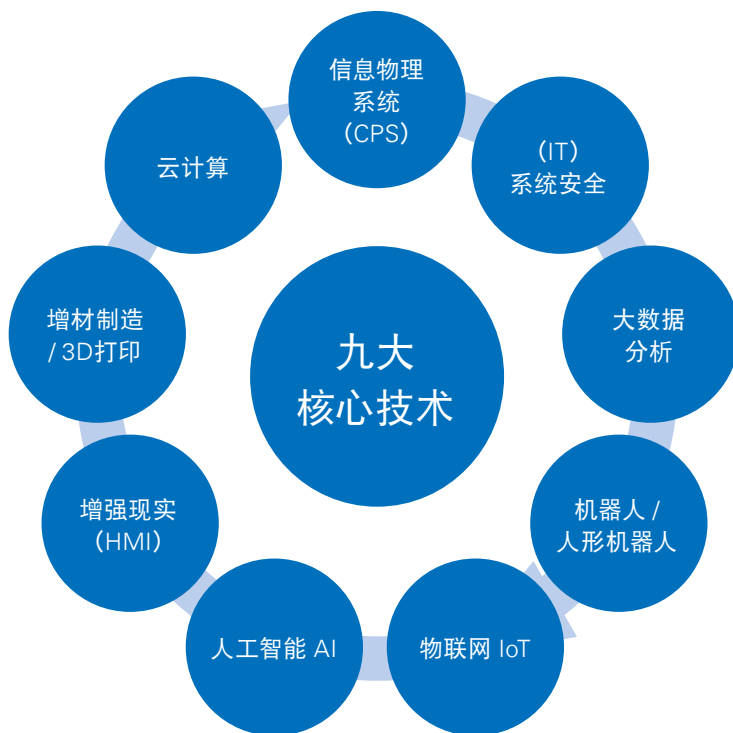 信息物理
系统
（CPS）
（IT）
系统安全
大数据
分析
机器人 /
人形机器人
物联网 IoT
人工智能 AI
增强现实
（HMI）
增材制造
/ 3D打印
云计算
九大
核心技术